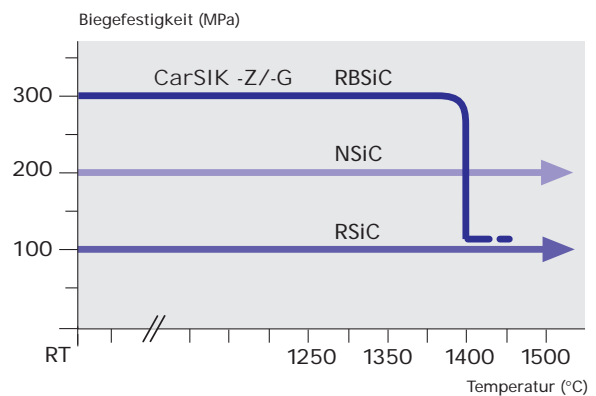 Biegefestigkeit (MPa)
CarSIK -Z/-G RBSiC
300
NSiC
200
RSiC
100
RT 1250 1350 1400 1500
Temperatur (°C)